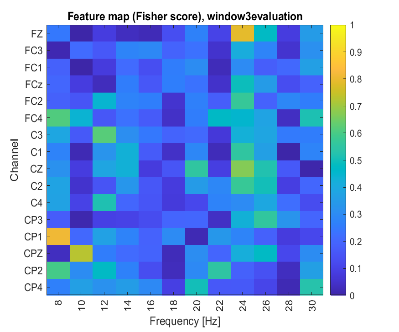 Feature map (Fisher score), window3evaluation
FZ
FC3
FC1
FCz
FC2
FC4
C3
C1
CZ
C2
C4
CP3
CP1
CPZ
CP2
CP4
Channel
8 10 12 14 16 18 20 22 24 26 28 30
Frequency [Hz]
1
0.9
0.8
0.7
0.6
0.5
0.4
0.3
0.2
0.1
0